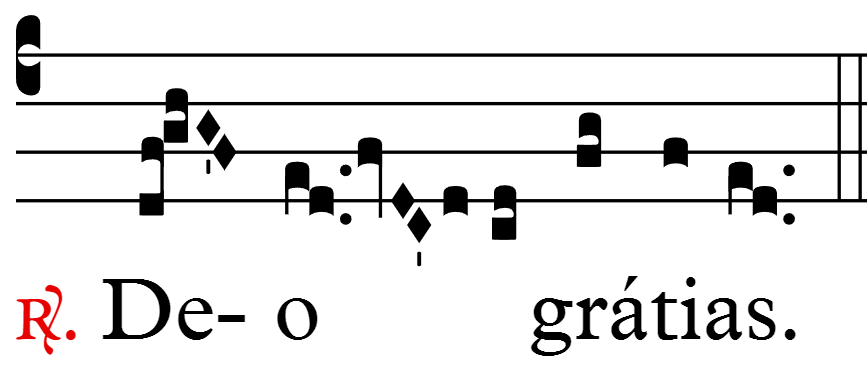 ℟. De- o grátias.